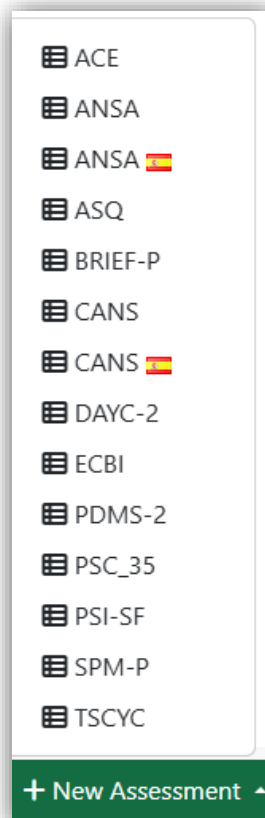 ACE
ANSA
ANSA
ASQ
BRIEF-P
CANS
CANS
DAYC-2
ECBI
PDMS-2
PSC_35
PSI-SF
SPM-P
TSCYC
+ New Assessment